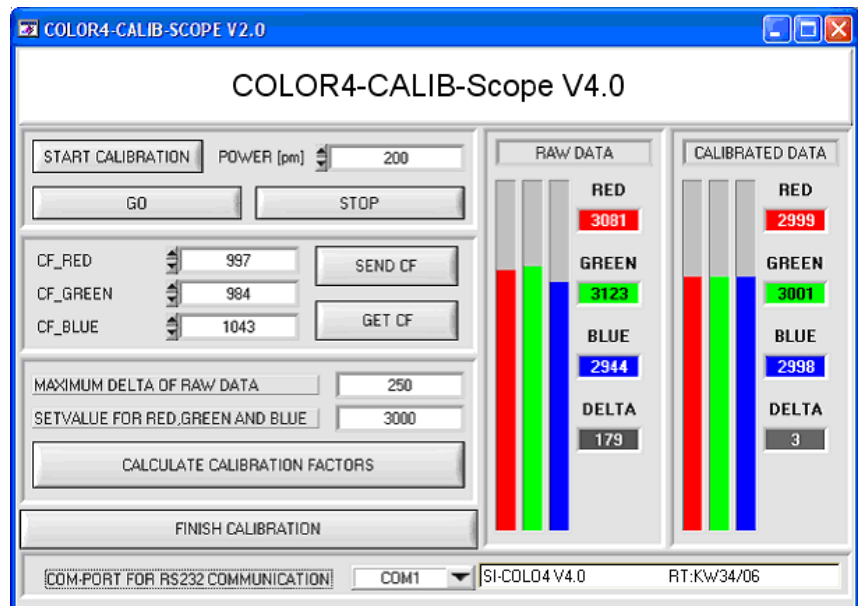 COLOR4-CALIB-SCOPE V2.0
COLOR4-CALIB-Scope V4.0
START CALIBRATION POWER [pm] 200
GO STOP
CF_RED 997 SEND CF
CF_GREEN 984
CF_BLUE 1043 GET CF
MAXIMUM DELTA OF RAW DATA 250
SETVALUE FOR RED,GREEN AND BLUE 3000
CALCULATE CALIBRATION FACTORS
FINISH CALIBRATION
RAW DATA
RED
3081
GREEN
3123
BLUE
2944
DELTA
179
CALIBRATED DATA
RED
2999
GREEN
3001
BLUE
2998
DELTA
3
COM-PORT FOR RS232 COMMUNICATION COM1 SI-COLO4 V4.0 RT:KW34/06